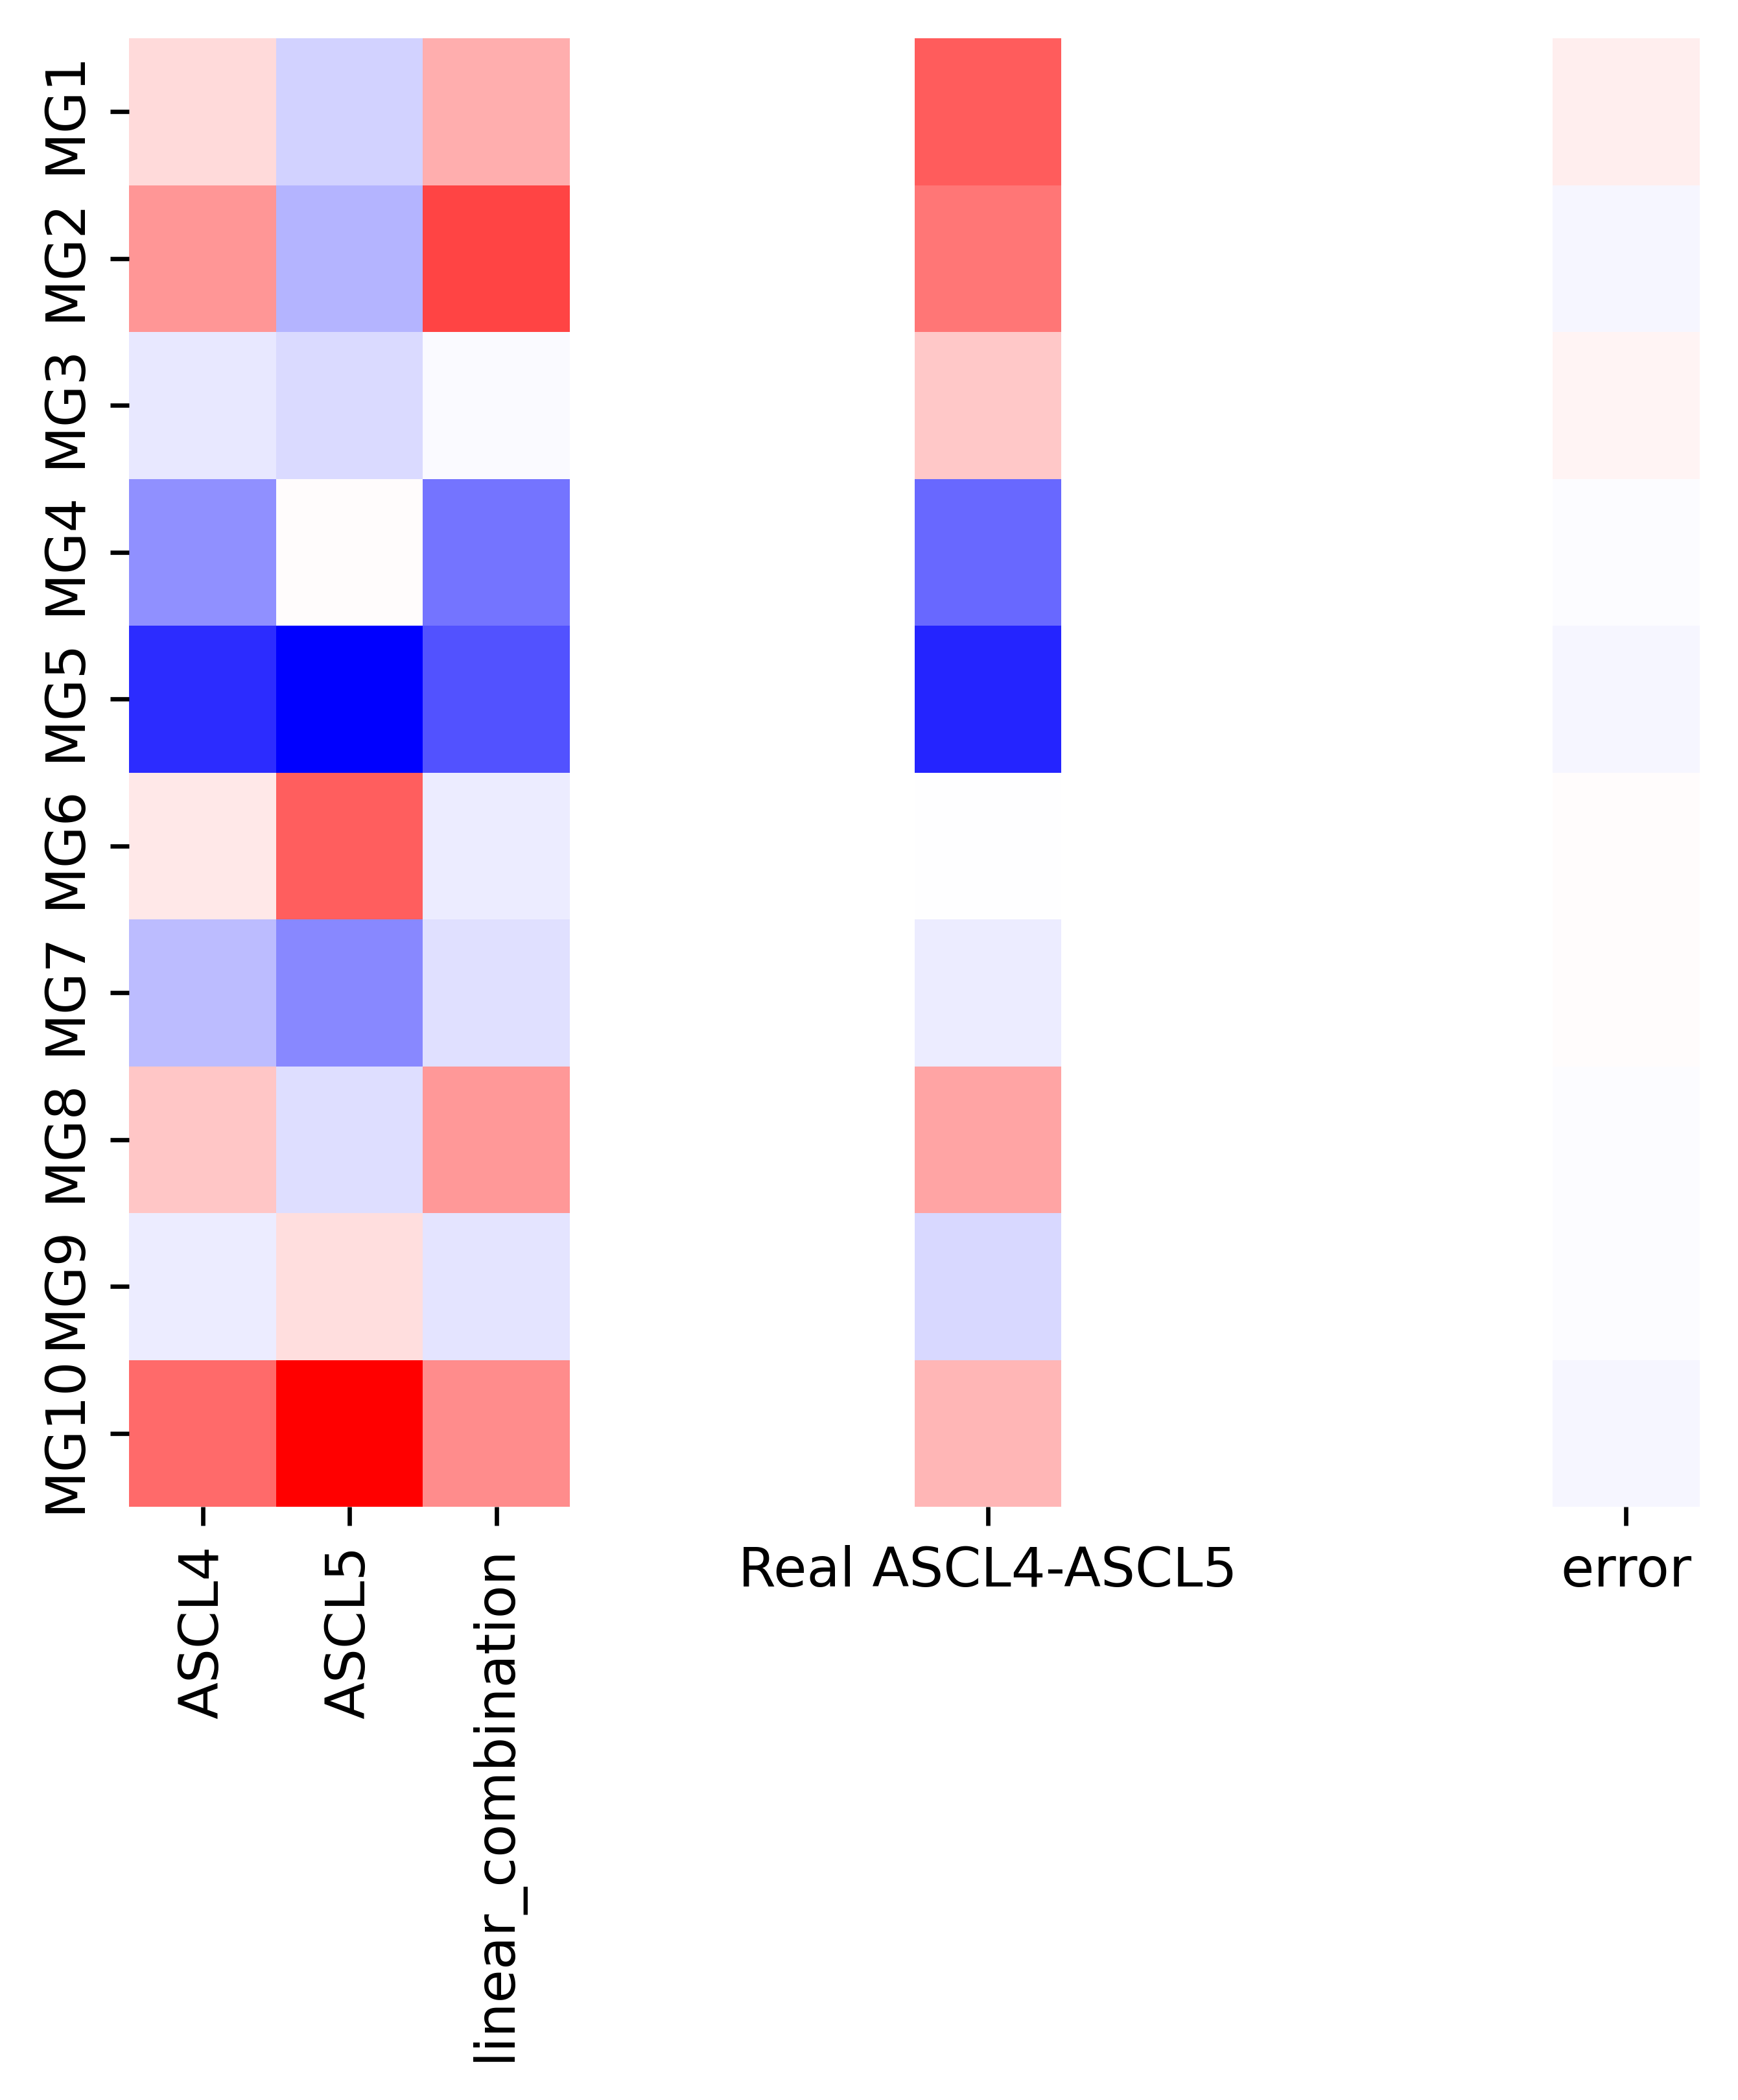 MG1
MG2
MG3
MG4
MG5
MG6
MG7
MG8
MG9
MG10
ASCL4
ASCL5
linear_combination
Real ASCL4-ASCL5
error